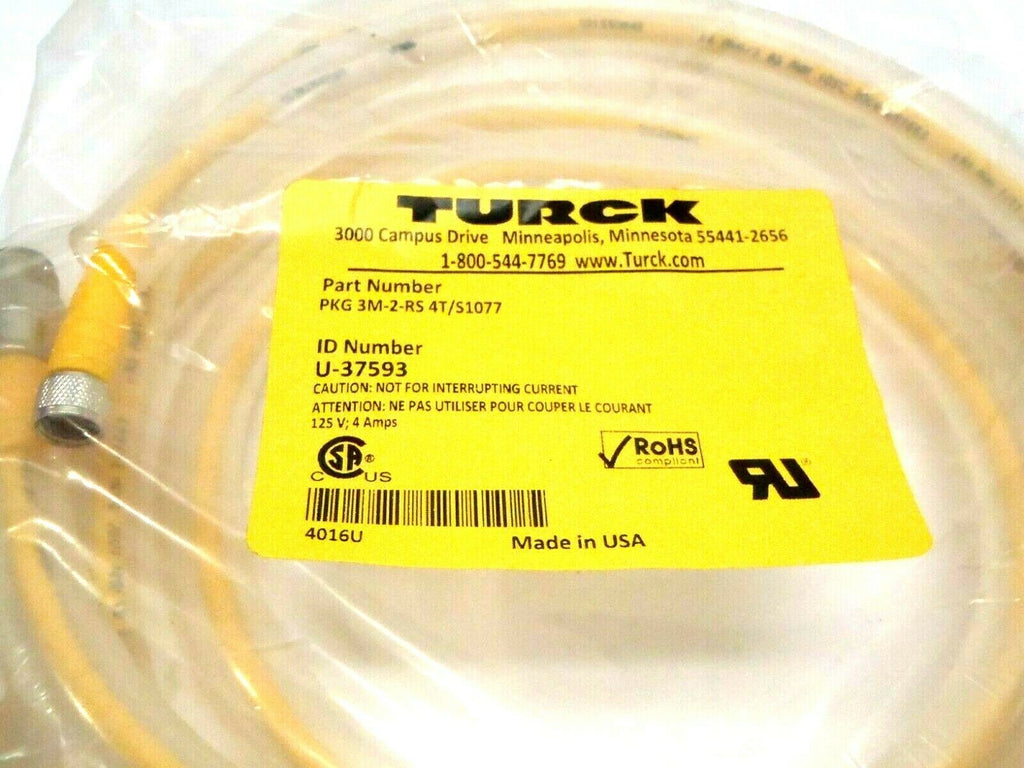 TURCK
3000 Campus Drive Minneapolis, Minnesota 55441-2656
1-800-544-7769 www.Turck.com
Part Number
PKG 3M-2-RS 4T/S1077
ID Number
U-37593
CAUTION: NOT FOR INTERRUPTING CURRENT
ATTENTION: NE PAS UTILISER POUR COUPER LE COURANT
125 V; 4 Amps
C SA ® US
RoHS
compliant
RU ®
4016U
Made in USA